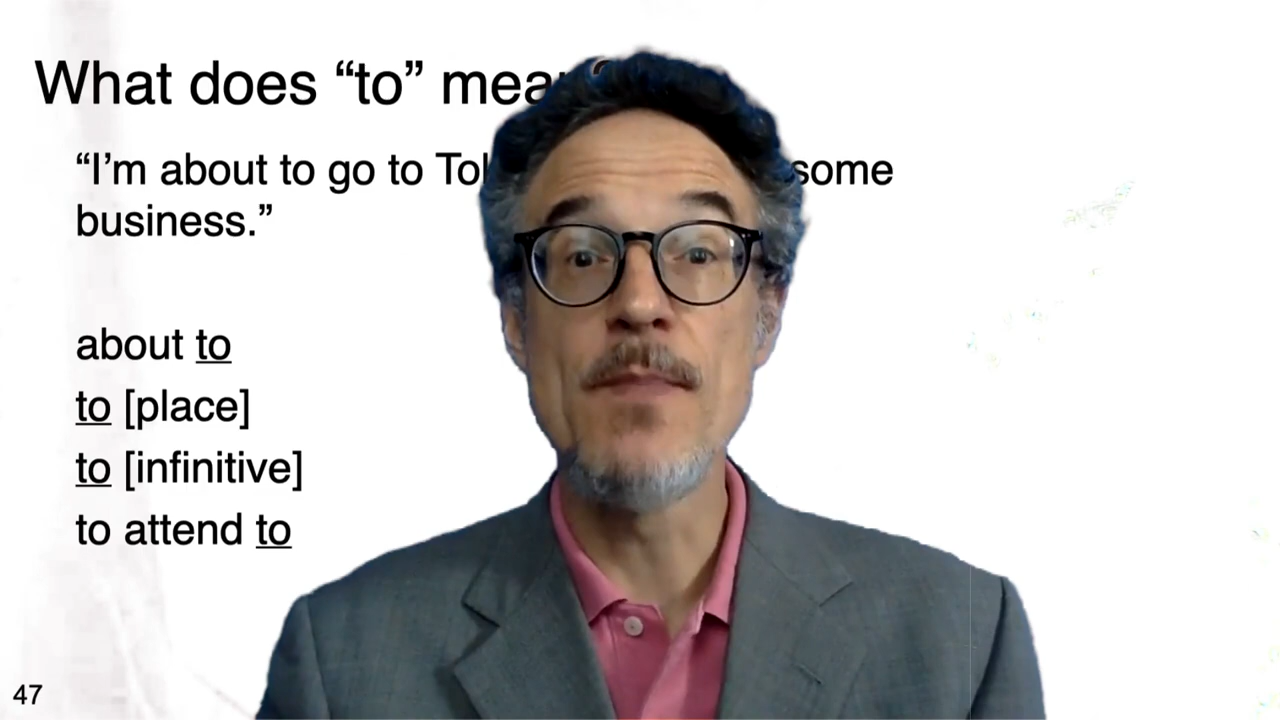 What does “to” mea
“I’m about to go to Tol some
business.”
about to
to [place]
to [infinitive]
to attend to
47